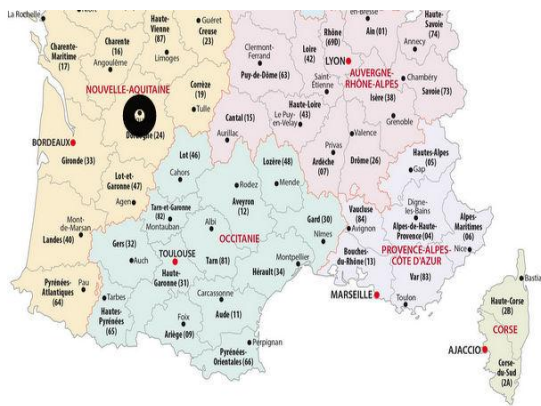 La Rochelle
Haute-
Vienne
(87)
Guéret
Creuse
(23)
Charente-
Maritime
(17)
Charente
(16)
Angoulême
Limoges
NOUVELLE-AQUITAINE
Corrèze
(19)
Tulle
(24)
BORDEAUX
Gironde (33)
Lot-et-
Garonne (47)
Agen
Mont-
de-Marsan
Landes (40)
Pyrénées-
Atlantiques
(64)
Pau
Rhône
(69D)
en-Bresse
Ain (01)
Haute-
Savoie
(74)
Annecy
Loire
(42)
Clermont-
Ferrand
Puy-de-Dôme (63)
LYON
Saint-
Étienne
AUVERGNE-
RHÔNE-ALPES
Isère (38)
Chambéry
Savoie (73)
Cantal (15)
Aurillac
Haute-Loire
(43)
Le Puy-
en-Velay
Grenoble
Valence
Privas
Ardèche
(07)
Drôme (26)
Lot (46)
Cahors
Lozère (48)
Mende
Rodez
Aveyron
(12)
Tarn-et-Garonne
(82)
Montauban
Albi
Gard (30)
Nîmes
OCCITANIE
Gers (32)
Auch
TOULOUSE
Haute-
Garonne (31)
Tarn (81)
Montpellier
Hérault (34)
Tarbes
Hautes-
Pyrénées
(65)
Foix
Ariège (09)
Carcassonne
Aude (11)
Perpignan
Pyrénées-
Orientales (66)
Hautes-Alpes
(05)
Gap
Digne-
les-Bains
Vaucluse
(84)
Avignon
Alpes-de-Haute-
Provence (04)
Alpes-
Maritimes
(06)
Nice
Bouches-
du-Rhône (13)
PROVENCE-ALPES-
CÔTE D'AZUR
Var (83)
MARSEILLE
Toulon
Bastia
Haute-Corse
(2B)
CORSE
AJACCIO
Corse-
du-Sud
(2A)